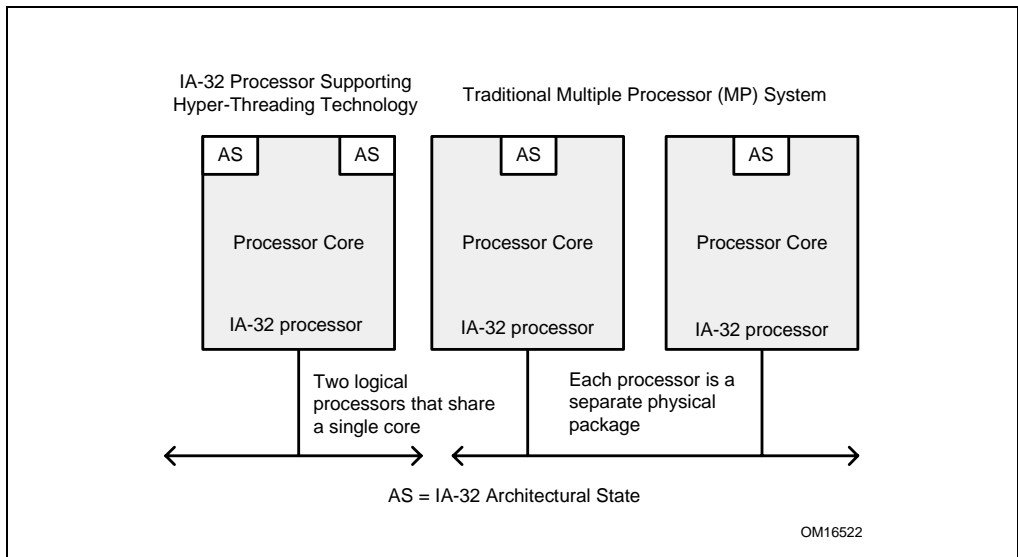 IA-32 Processor Supporting
Hyper-Threading Technology
Traditional Multiple Processor (MP) System
AS
AS
AS
AS
Processor Core
Processor Core
Processor Core
IA-32 processor
IA-32 processor
IA-32 processor
Two logical
processors that share
a single core
Each processor is a
separate physical
package
AS = IA-32 Architectural State
OM16522